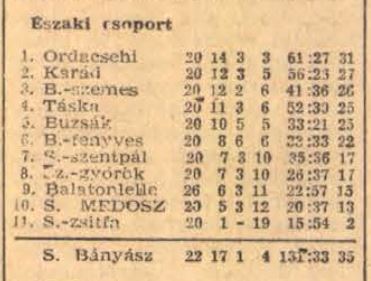 Északi csoport
1. Ordacsehi 20 14 3 3 61:27 31
2. Karád 20 12 3 5 56:23 27
3. B.-szemes 20 12 2 6 41:36 26
4. Táska 20 11 3 6 52:30 25
5. Buzsák 20 10 5 5 33:21 25
6. B.-fenyves 20 8 6 6 33:33 22
7. S.-szentpál 20 7 3 10 35:36 17
8. Sz.-györök 20 7 3 10 26:37 17
9. Balatonlelle 26 6 3 11 22:57 15
10. S. MEDOSZ 20 5 3 12 20:37 13
11. S.-zsitfa 20 1 - 19 15:54 2
S. Bányász 22 17 1 4 131:33 35